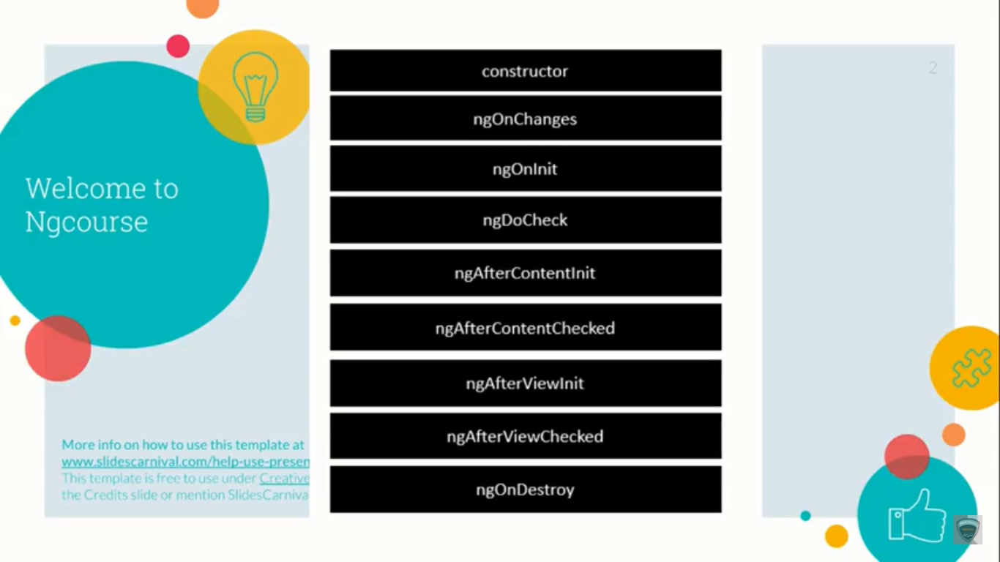 Welcome to
Ngcourse
More info on how to use this template at
www.slidescarnival.com/help-use-presen
This template is free to use under Creative
the Credits slide or mention SlidesCarniva
constructor
ngOnChanges
ngOnInit
ngDoCheck
ngAfterContentInit
ngAfterContentChecked
ngAfterViewInit
ngAfterViewChecked
ngOnDestroy
2